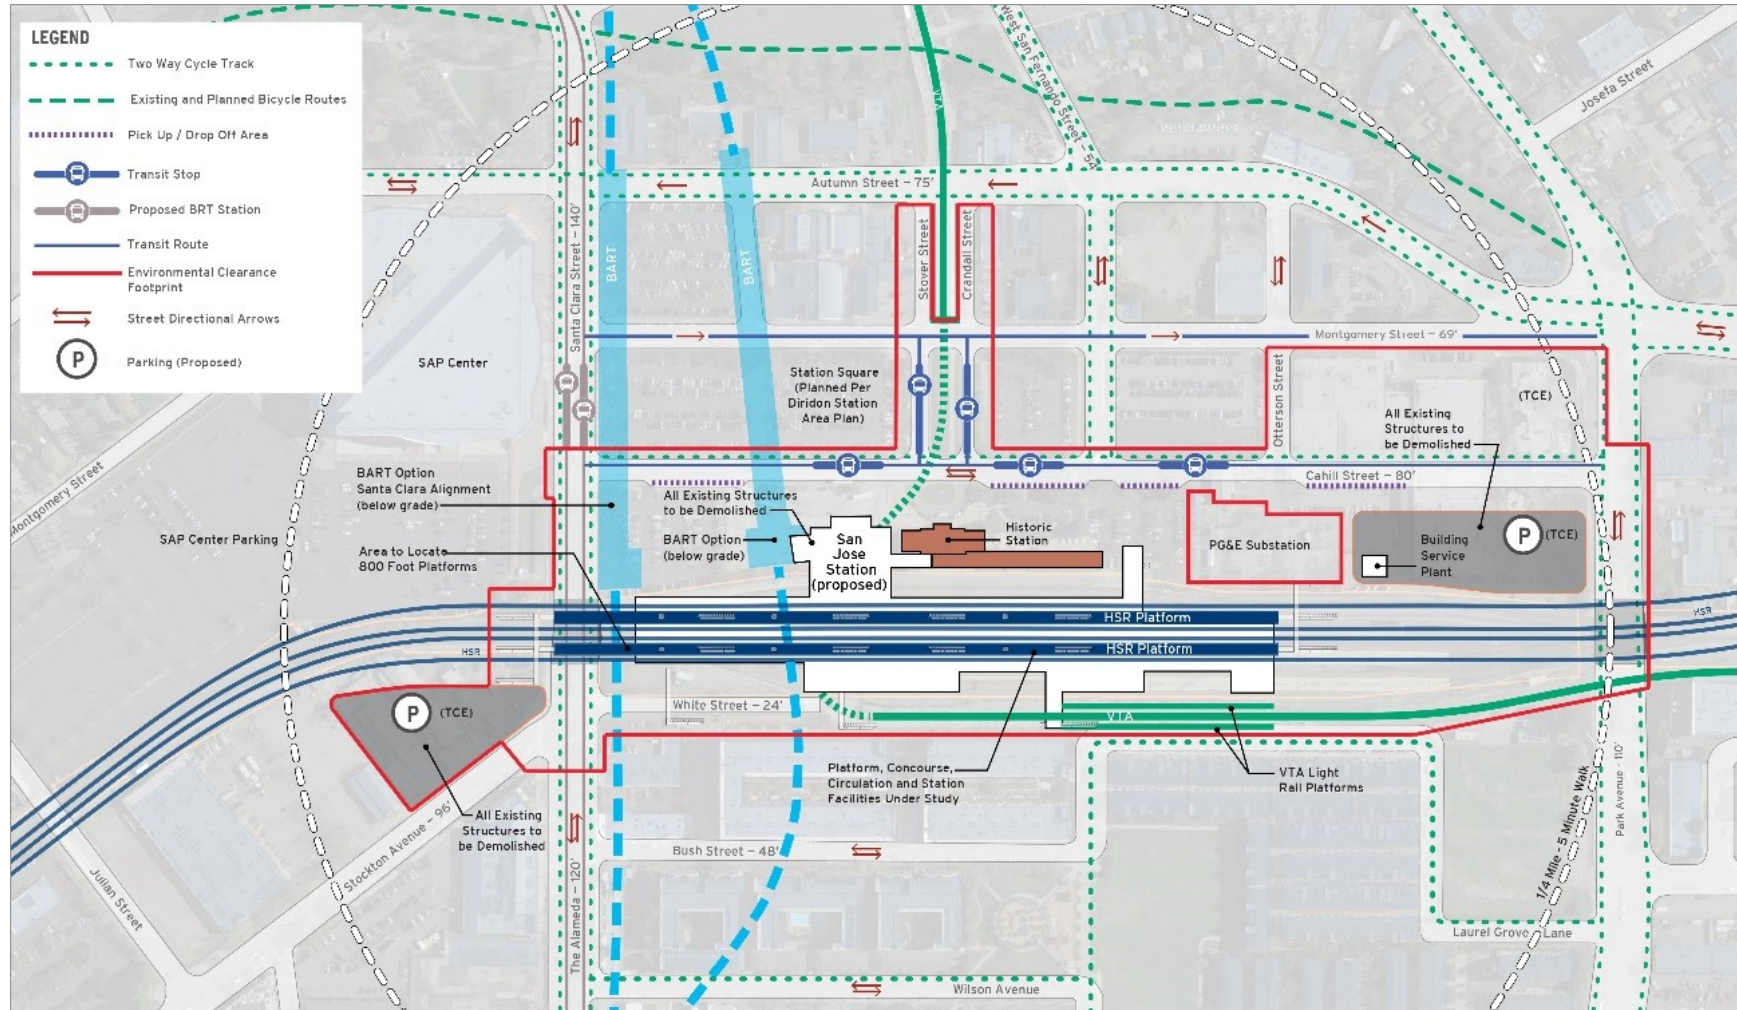 LEGEND
Two Way Cycle Track
Existing and Planned Bicycle Routes
Pick Up / Drop Off Area
Transit Stop
Proposed BRT Station
Transit Route
Environmental Clearance
Footprint
Street Directional Arrows
P
Parking (Proposed)
VTA
West San Fernando Street - 54'
Josefa Street
Autumn Street - 75'
Santa Clara Street - 140'
BART
BART
Stover Street
Crandall Street
Montgomery Street - 69'
SAP Center
Station Square
(Planned Per
Diridon Station
Area Plan)
Otterson Street
(TCE)
All Existing
Structures to
be Demolished
Montgomery Street
BART Option
Santa Clara Alignment
(below grade)
Cahill Street - 80'
SAP Center Parking
All Existing Structures
to be Demolished
BART Option
(below grade)
San
Jose
Station
(proposed)
Historic
Station
PG&E Substation
Building
Service
Plant
P
(TCE)
Area to Locate
800 Foot Platforms
HSR Platform
HSR
HSR
HSR Platform
P
(TCE)
White Street - 24'
VTA
Platform, Concourse,
Circulation and Station
Facilities Under Study
VTA Light
Rail Platforms
1/4 Mile - 5 Minute Walk
Park Avenue - 110'
All Existing
Structures to
be Demolished
Stockton Avenue - 96'
Bush Street - 48'
Julian Street
The Alameda - 120'
Laurel Grove Lane
Wilson Avenue